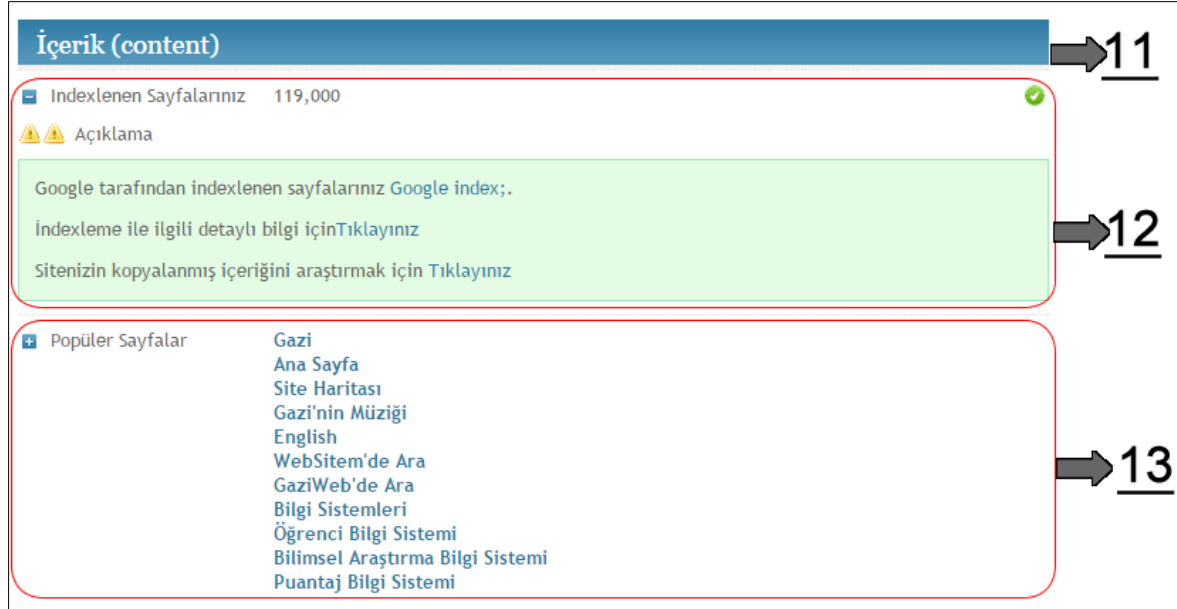 İçerik (content)
11
Indexlenen Sayfalarınız 119,000
Açıklama
Google tarafından indexlenen sayfalarınız Google index;.
İndexleme ile ilgili detaylı bilgi içinTıklayınız
12
Sitenizin kopyalanmış içeriğini araştırmak için Tıklayınız
Popüler Sayfalar Gazi
Ana Sayfa
Site Haritası
Gazi'nin Müziği
English
WebSitem'de Ara
13
GaziWeb'de Ara
Bilgi Sistemleri
Öğrenci Bilgi Sistemi
Bilimsel Araştırma Bilgi Sistemi
Puantaj Bilgi Sistemi